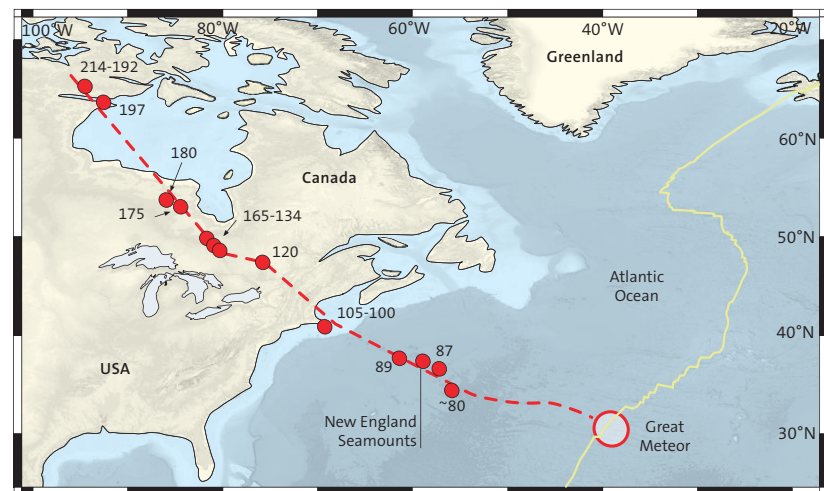 100°W
80°W
60°W
40°W
20°W
Greenland
214-192
197
60°N
180
Canada
175
165-134
50°N
120
Atlantic
Ocean
105-100
40°N
87
89
USA
~80
New England
Seamounts
Great
Meteor
30°N